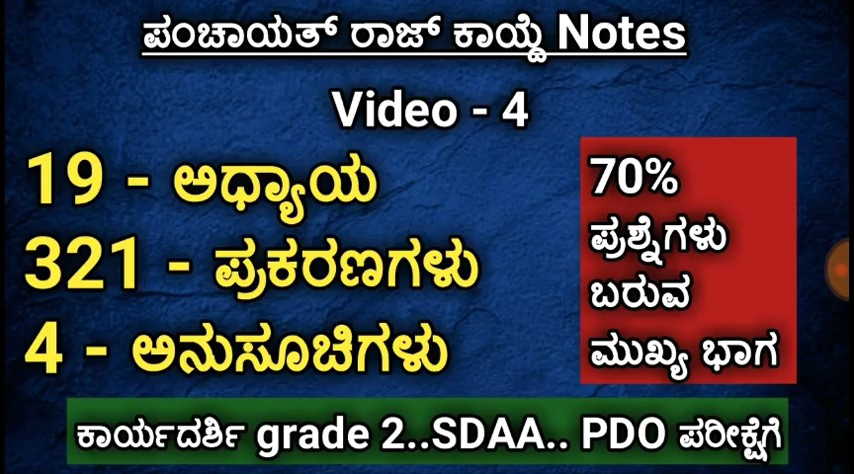 ಪಂಚಾಯತ್ ರಾಜ್ ಕಾಯ್ದೆ Notes
Video - 4
19 - ಅಧ್ಯಾಯ
321 - ಪ್ರಕರಣಗಳು
4 - ಅನುಸೂಚಿಗಳು
70%
ಪ್ರಶ್ನೆಗಳು
ಬರುವ
ಮುಖ್ಯ ಭಾಗ
ಕಾರ್ಯದರ್ಶಿ grade 2..SDAA.. PDO ಪರೀಕ್ಷೆಗೆ